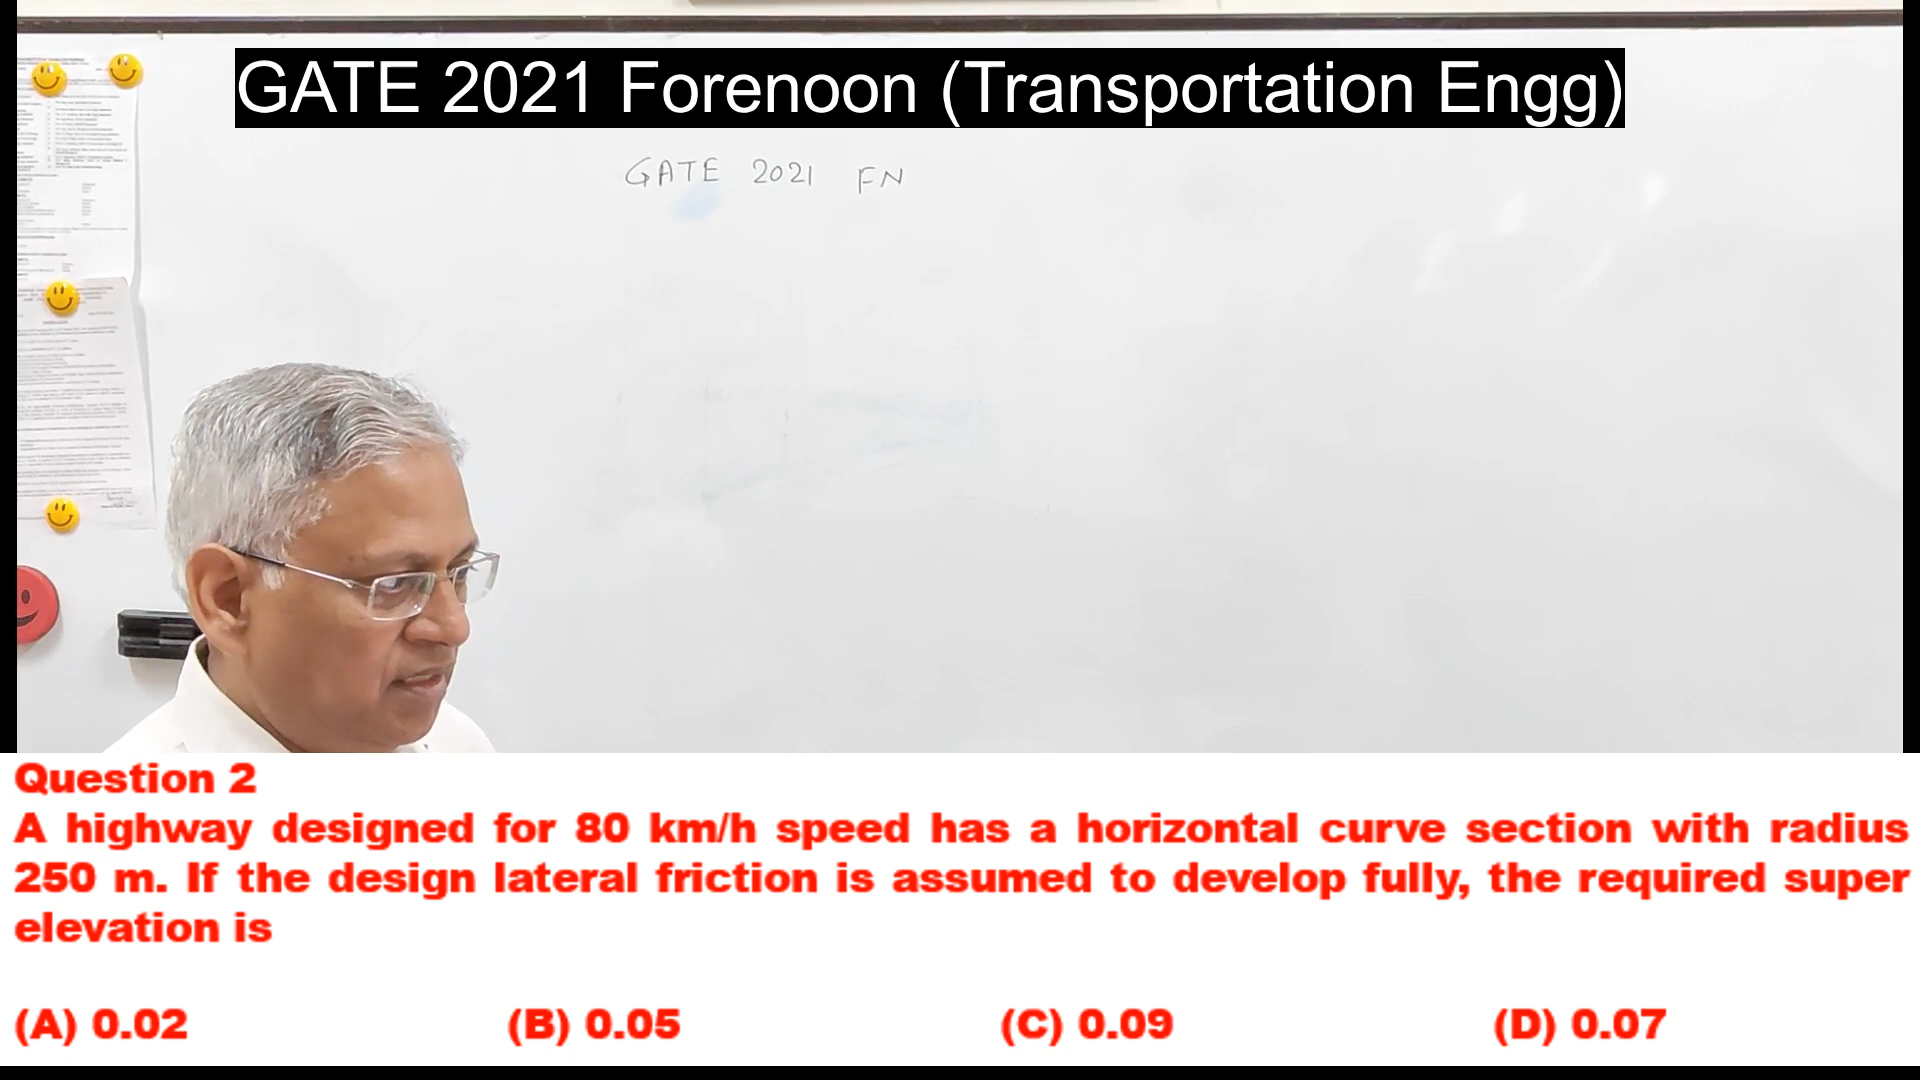 GATE 2021 Forenoon (Transportation Engg)
GATE 2021 FN
Question 2
A highway designed for 80 km/h speed has a horizontal curve section with radius
250 m. If the design lateral friction is assumed to develop fully, the required super
elevation is
(A) 0.02 (B) 0.05 (C) 0.09 (D) 0.07